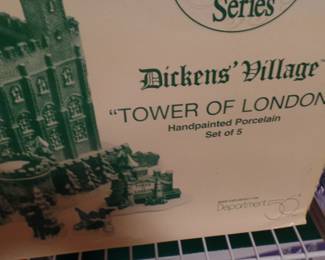 Series
Dickens' Village
"TOWER OF LONDON
Handpainted Porcelain
Set of 5
Department 56